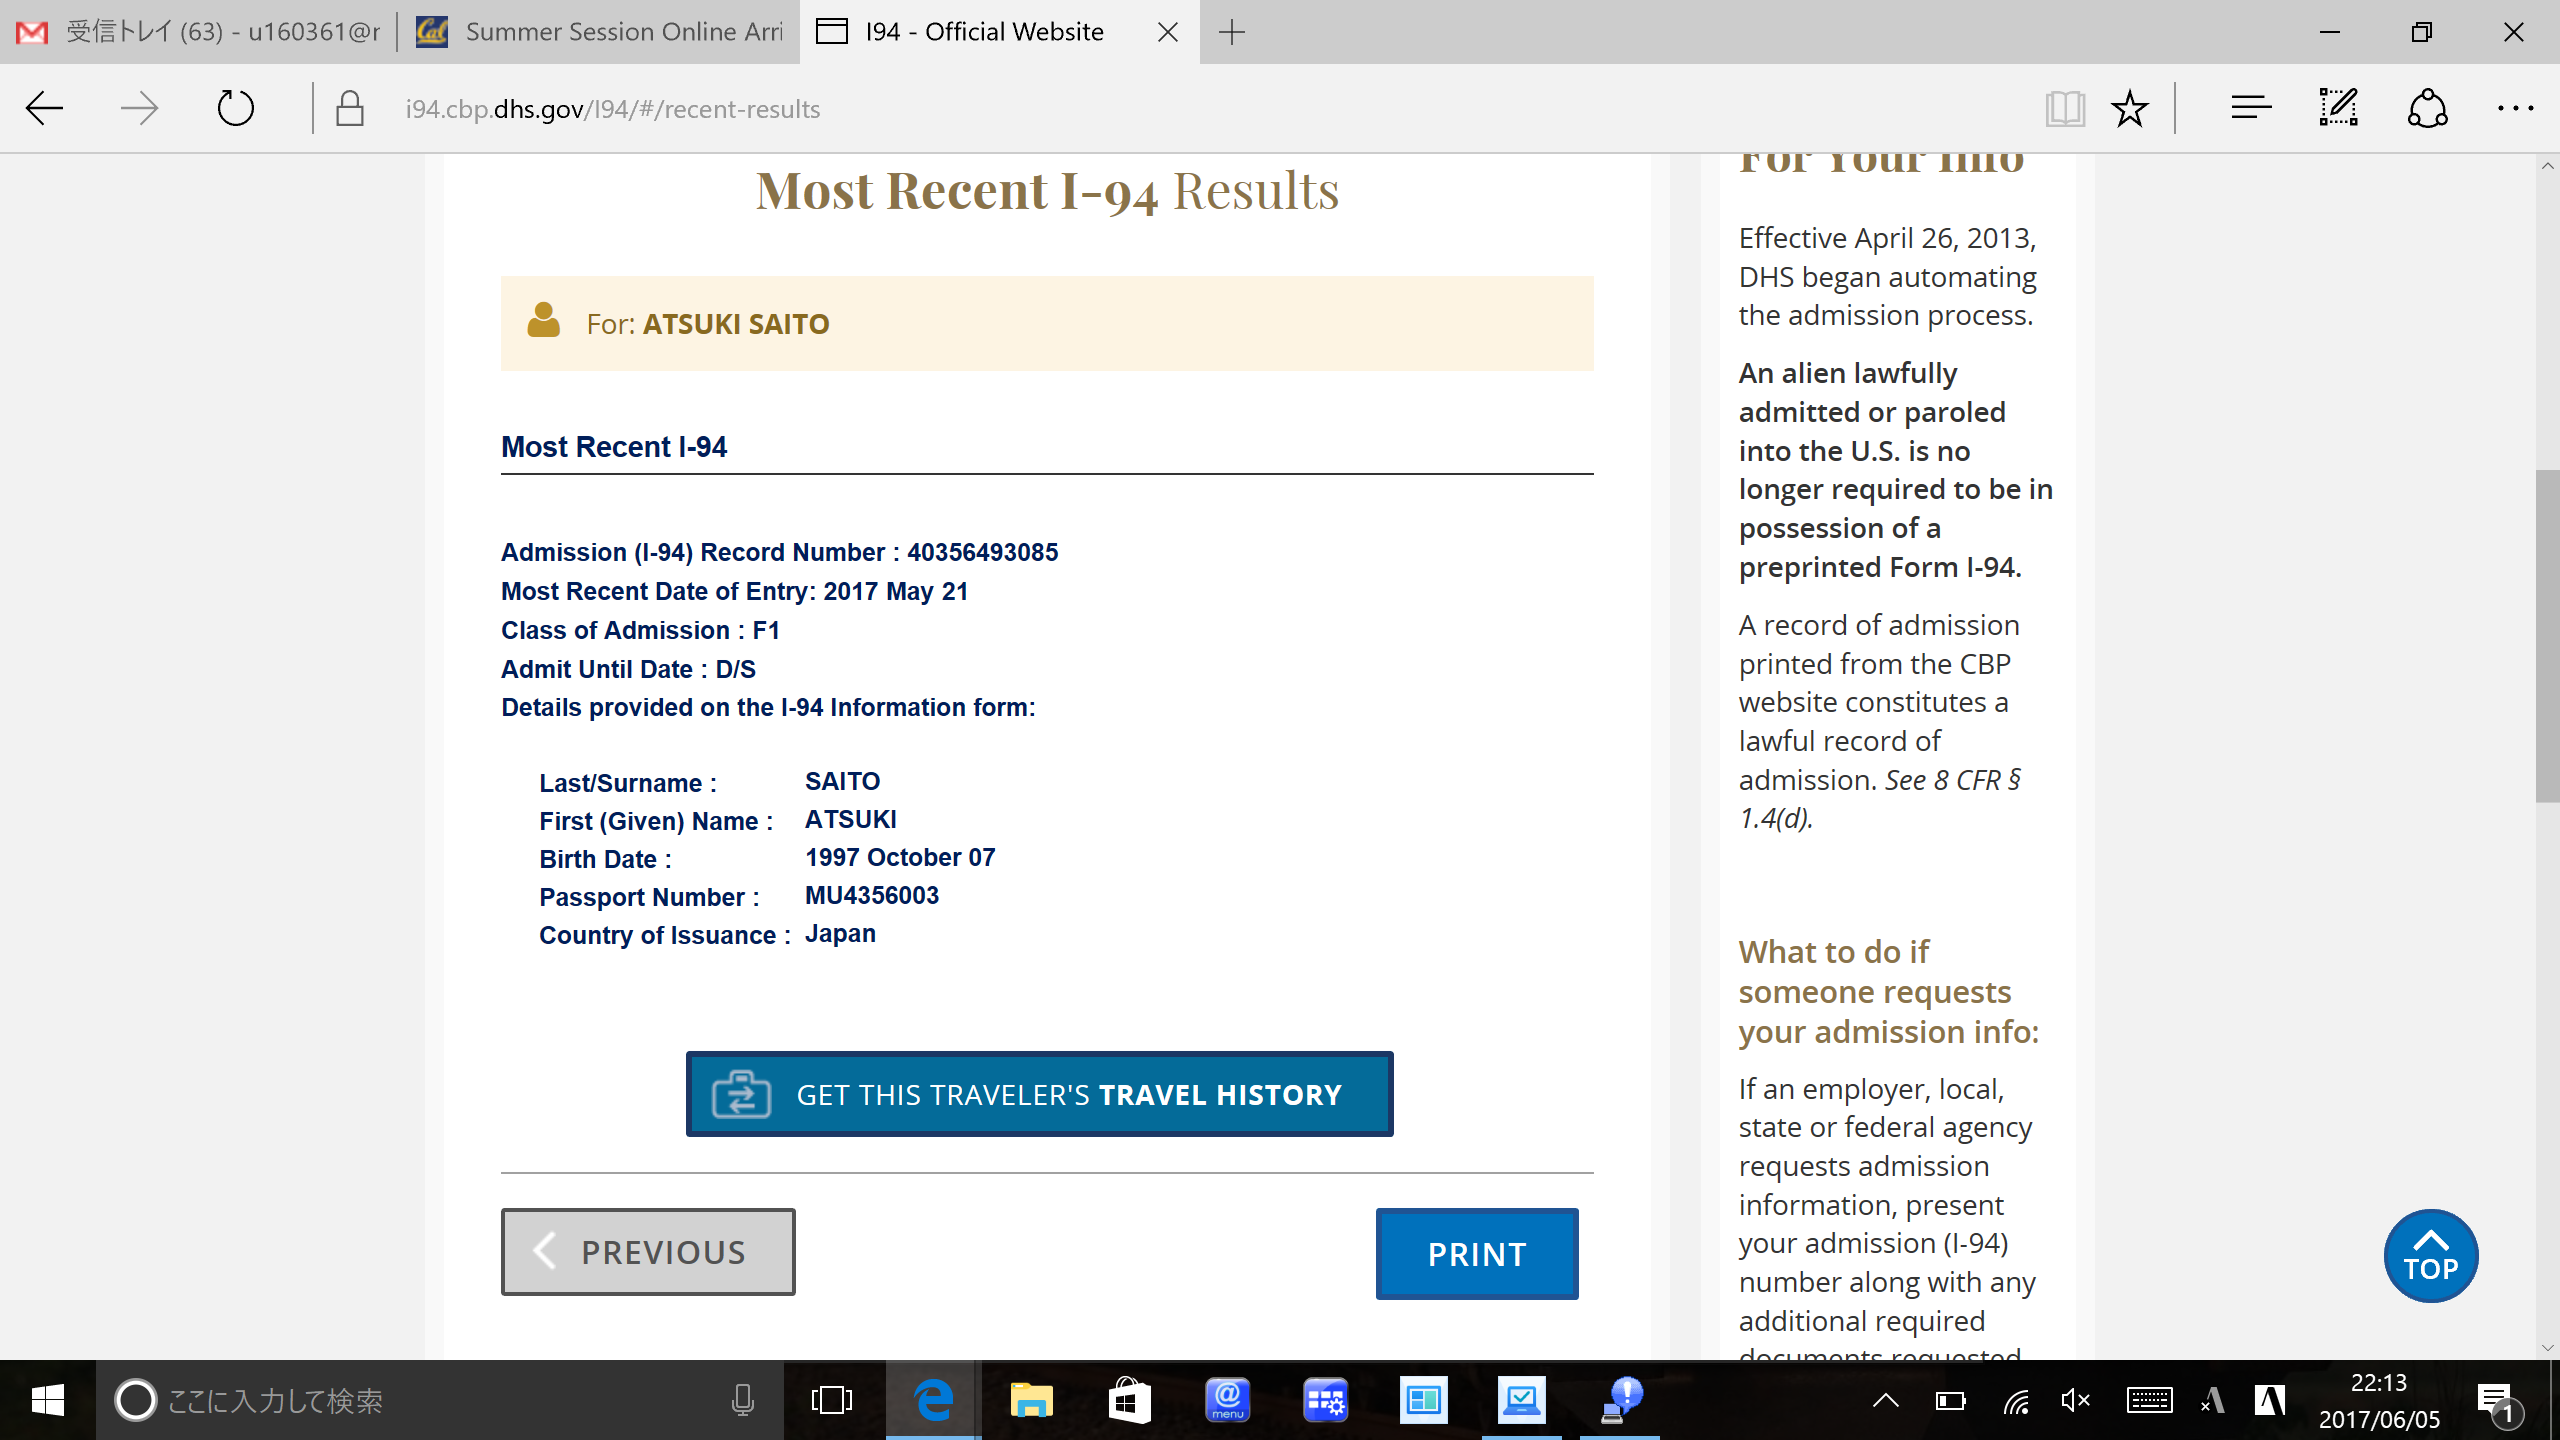 受信トレイ (63) - u160361@r
Cal
Summer Session Online Arri
I94 - Official Website
i94.cbp.dhs.gov/I94/#/recent-results
Most Recent I-94 Results
For: ATSUKI SAITO
Most Recent I-94
Admission (I-94) Record Number : 40356493085
Most Recent Date of Entry: 2017 May 21
Class of Admission : F1
Admit Until Date : D/S
Details provided on the I-94 Information form:
Last/Surname : SAITO
First (Given) Name : ATSUKI
Birth Date : 1997 October 07
Passport Number : MU4356003
Country of Issuance : Japan
GET THIS TRAVELER'S TRAVEL HISTORY
PREVIOUS
PRINT
For Your Info
Effective April 26, 2013,
DHS began automating
the admission process.
An alien lawfully
admitted or paroled
into the U.S. is no
longer required to be in
possession of a
preprinted Form I-94.
A record of admission
printed from the CBP
website constitutes a
lawful record of
admission. See 8 CFR §
1.4(d).
What to do if
someone requests
your admission info:
If an employer, local,
state or federal agency
requests admission
information, present
your admission (I-94)
number along with any
additional required
documents requested
TOP
ここに入力して検索
@
menu
A
A
22:13
2017/06/05
1